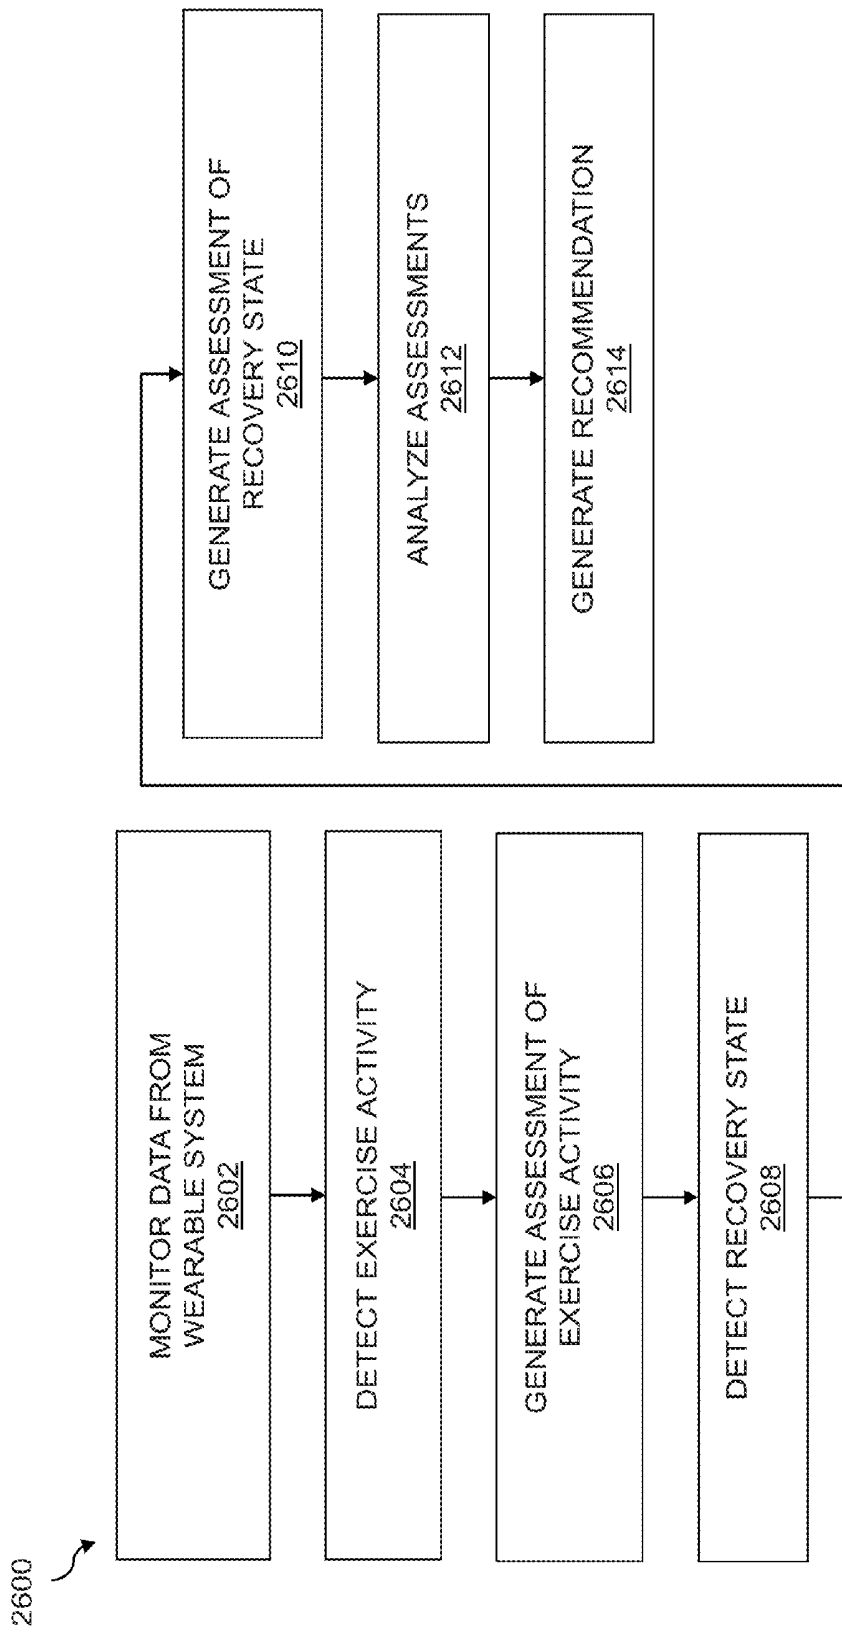 2600
MONITOR DATA FROM
WEARABLE SYSTEM
2602
DETECT EXERCISE ACTIVITY
2604
GENERATE ASSESSMENT OF
EXERCISE ACTIVITY
2606
DETECT RECOVERY STATE
2608
GENERATE ASSESSMENT OF
RECOVERY STATE
2610
ANALYZE ASSESSMENTS
2612
GENERATE RECOMMENDATION
2614